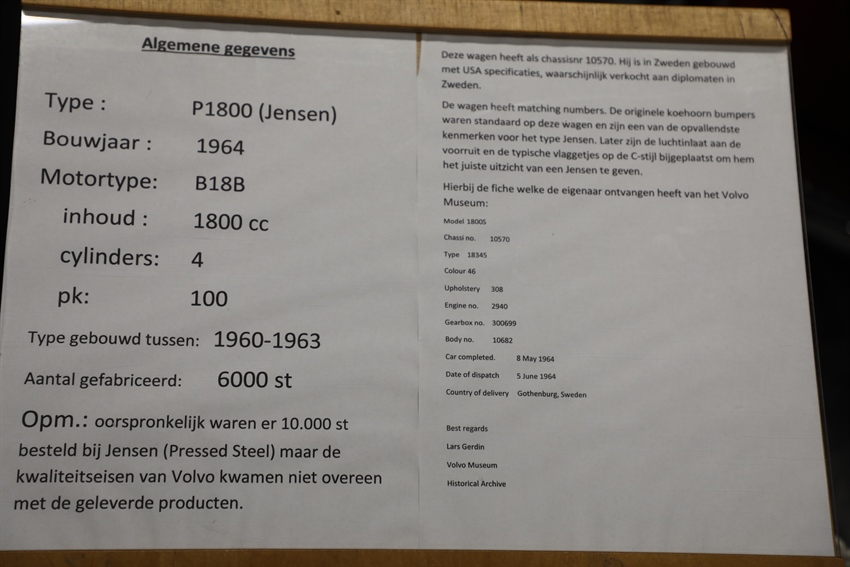 Algemene gegevens
Type : P1800 (Jensen)
Bouwjaar : 1964
Motortype: B18B
inhoud : 1800 cc
cylinders: 4
pk: 100
Type gebouwd tussen: 1960-1963
Aantal gefabriceerd: 6000 st
Opm.: oorspronkelijk waren er 10.000 st
besteld bij Jensen (Pressed Steel) maar de
kwaliteitseisen van Volvo kwamen niet overeen
met de geleverde producten.
Deze wagen heeft als chassisnr 10570. Hij is in Zweden gebouwd
met USA specificaties, waarschijnlijk verkocht aan diplomaten in
Zweden.
De wagen heeft matching numbers. De originele koehoorn bumpers
waren standaard op deze wagen en zijn een van de opvallendste
kenmerken voor het type Jensen. Later zijn de luchtinlaat aan de
voorruit en de typische vlaggetjes op de C-stijl bijgeplaatst om hem
het juiste uitzicht van een Jensen te geven.
Hierbij de fiche welke de eigenaar ontvangen heeft van het Volvo
Museum:
Model 1800S
Chassi no. 10570
Type 18345
Colour 46
Upholstery 308
Engine no. 2940
Gearbox no. 300699
Body no. 10682
Car completed. 8 May 1964
Date of dispatch 5 June 1964
Country of delivery Gothenburg, Sweden
Best regards
Lars Gerdin
Volvo Museum
Historical Archive